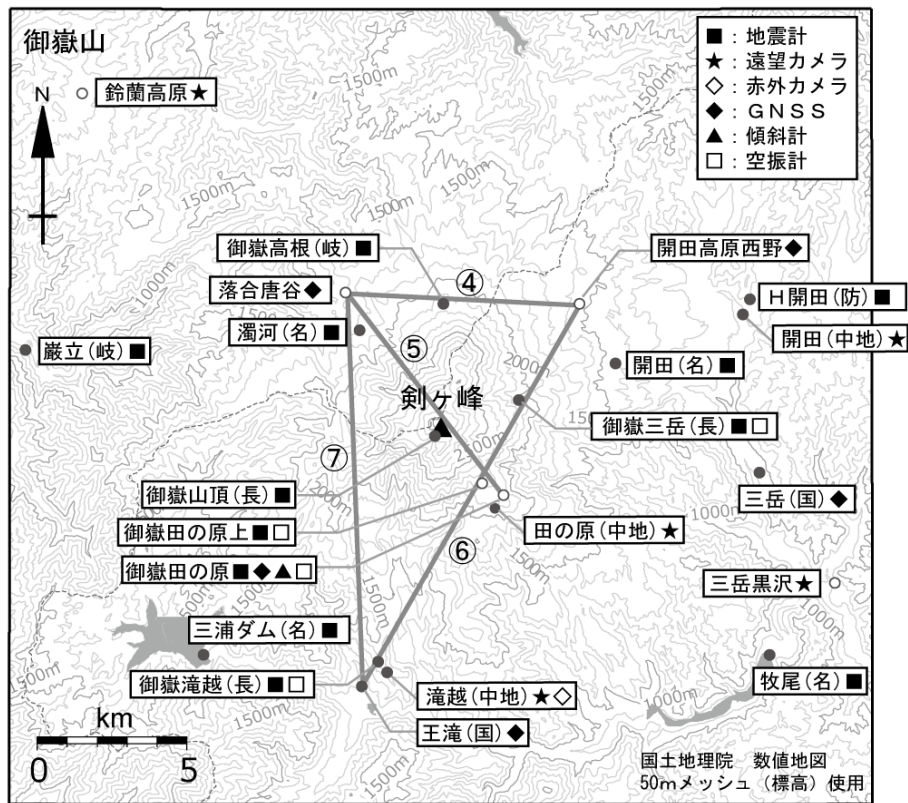 御嶽山
N
鈴蘭高原★
■：地震計
★：遠望カメラ
◇：赤外カメラ
◆：ＧＮＳＳ
▲：傾斜計
□：空振計
1500m
1500m
1500m
1500m
1500m
1000m
御嶽高根(岐)■
④
開田高原西野◆
落合唐谷◆
Ｈ開田(防)■
濁河(名)■
⑤
開田(中地)★
巌立(岐)■
2000m
開田(名)■
剣ヶ峰
御嶽三岳(長)■□
⑦
2000m
御嶽山頂(長)■
三岳(国)◆
御嶽田の原上■□
1000m
田の原(中地)★
⑥
御嶽田の原■◆▲□
1500m
1500m
三岳黒沢★
1000m
三浦ダム(名)■
1500m
御嶽滝越(長)■□
滝越(中地)★◇
牧尾(名)■
1000m
1500m
王滝(国)◆
km
0 5
1500m
国土地理院　数値地図
50mメッシュ（標高）使用